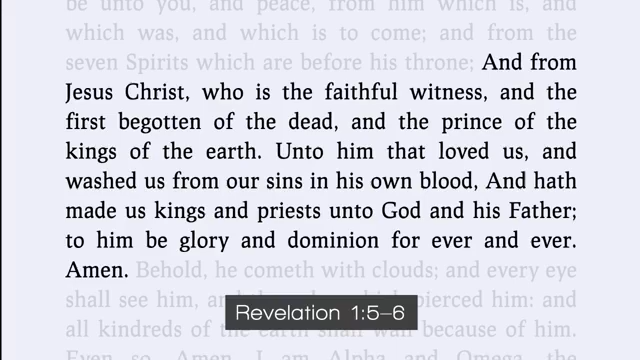 be unto you, and peace, from him which is, and
which was, and which is to come; and from the
seven Spirits which are before his throne; And from
Jesus Christ, who is the faithful witness, and the
first begotten of the dead, and the prince of the
kings of the earth. Unto him that loved us, and
washed us from our sins in his own blood, And hath
made us kings and priests unto God and his Father;
to him be glory and dominion for ever and ever.
Amen. Behold, he cometh with clouds; and every eye
shall see him, and pierced him: and
Revelation 1:5–6
all kindreds of the earth shall wail because of him.
Even so, Amen. I am Alpha and Omega, the